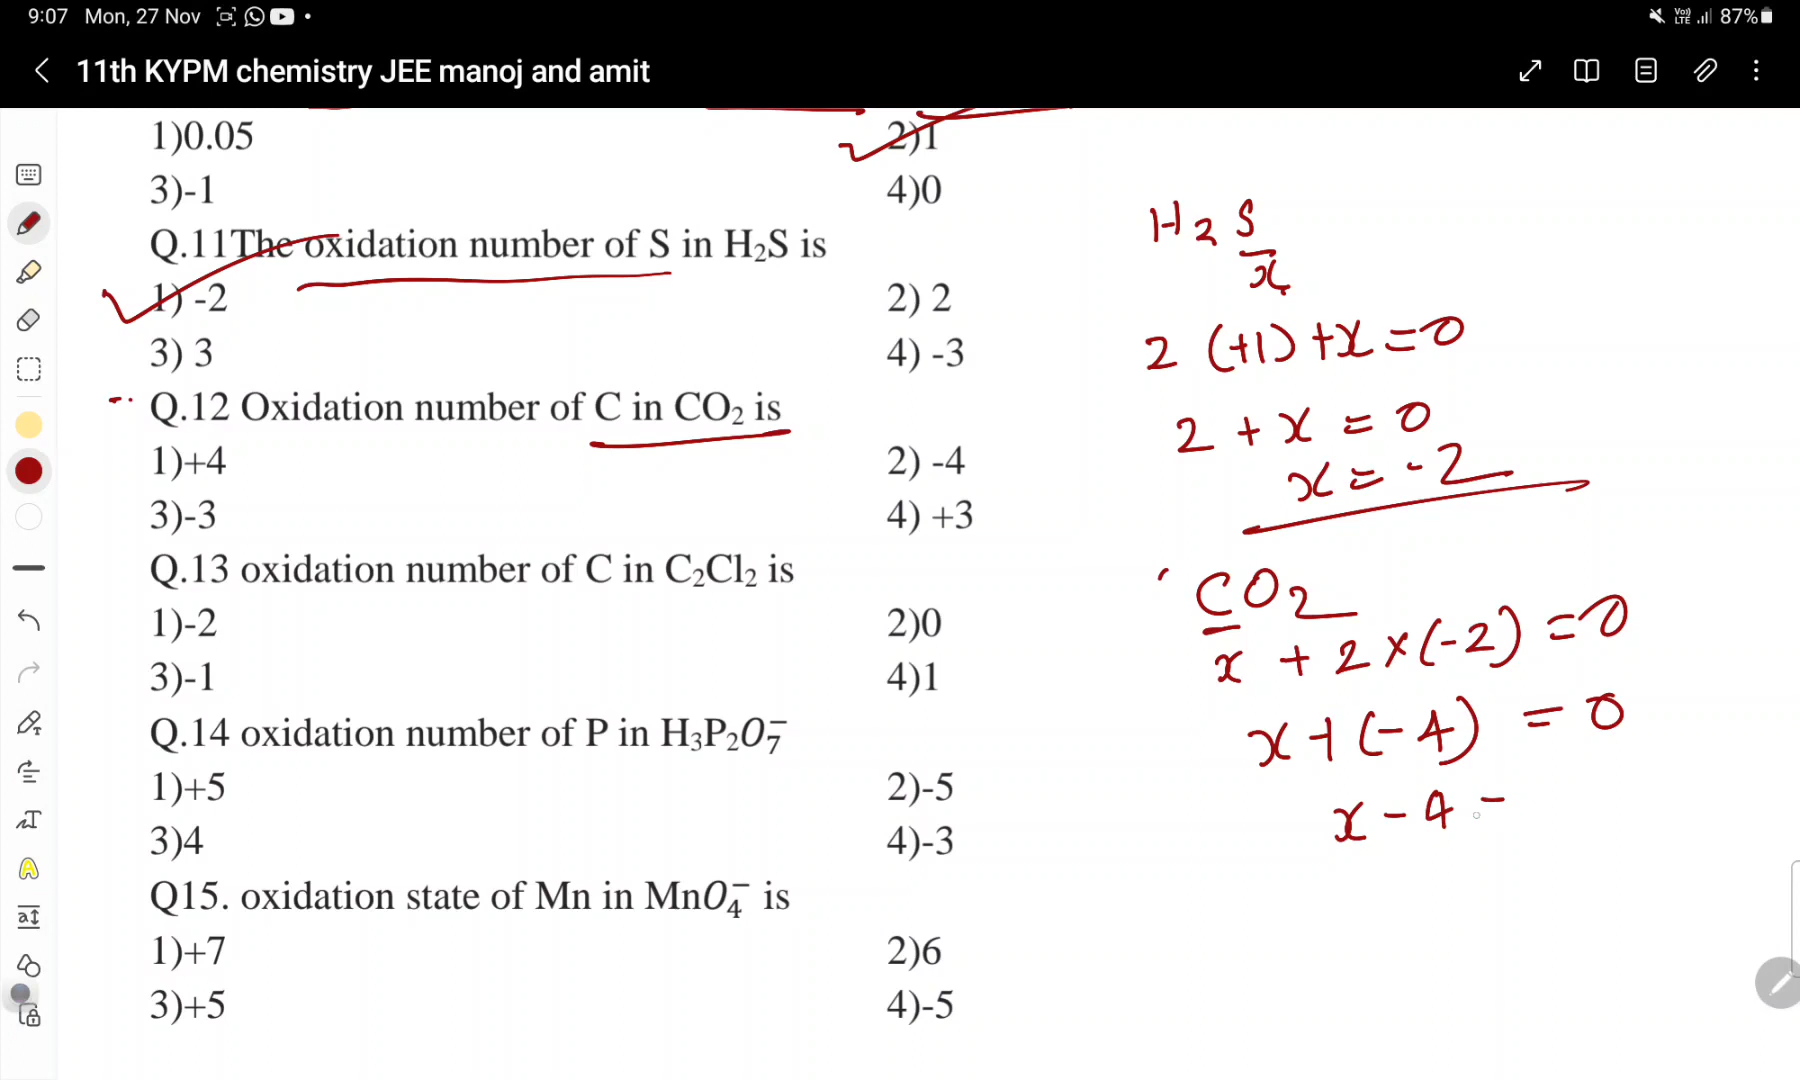 9:07 Mon, 27 Nov 87%
11th KYPM chemistry JEE manoj and amit
1)0.05 2)1
3)-1 4)0
Q.11The oxidation number of S in H₂S is
1) -2 2) 2
3) 3 4) -3
Q.12 Oxidation number of C in CO₂ is
1)+4 2) -4
3)-3 4) +3
Q.13 oxidation number of C in C₂Cl₂ is
1)-2 2)0
3)-1 4)1
Q.14 oxidation number of P in H₃P₂O₇⁻
1)+5 2)-5
3)4 4)-3
Q15. oxidation state of Mn in MnO₄⁻ is
1)+7 2)6
3)+5 4)-5
H₂S
x
2 (+1) + x = 0
2 + x = 0
x = -2
CO₂
x + 2 × (-2) = 0
x + (-4) = 0
x - 4 -